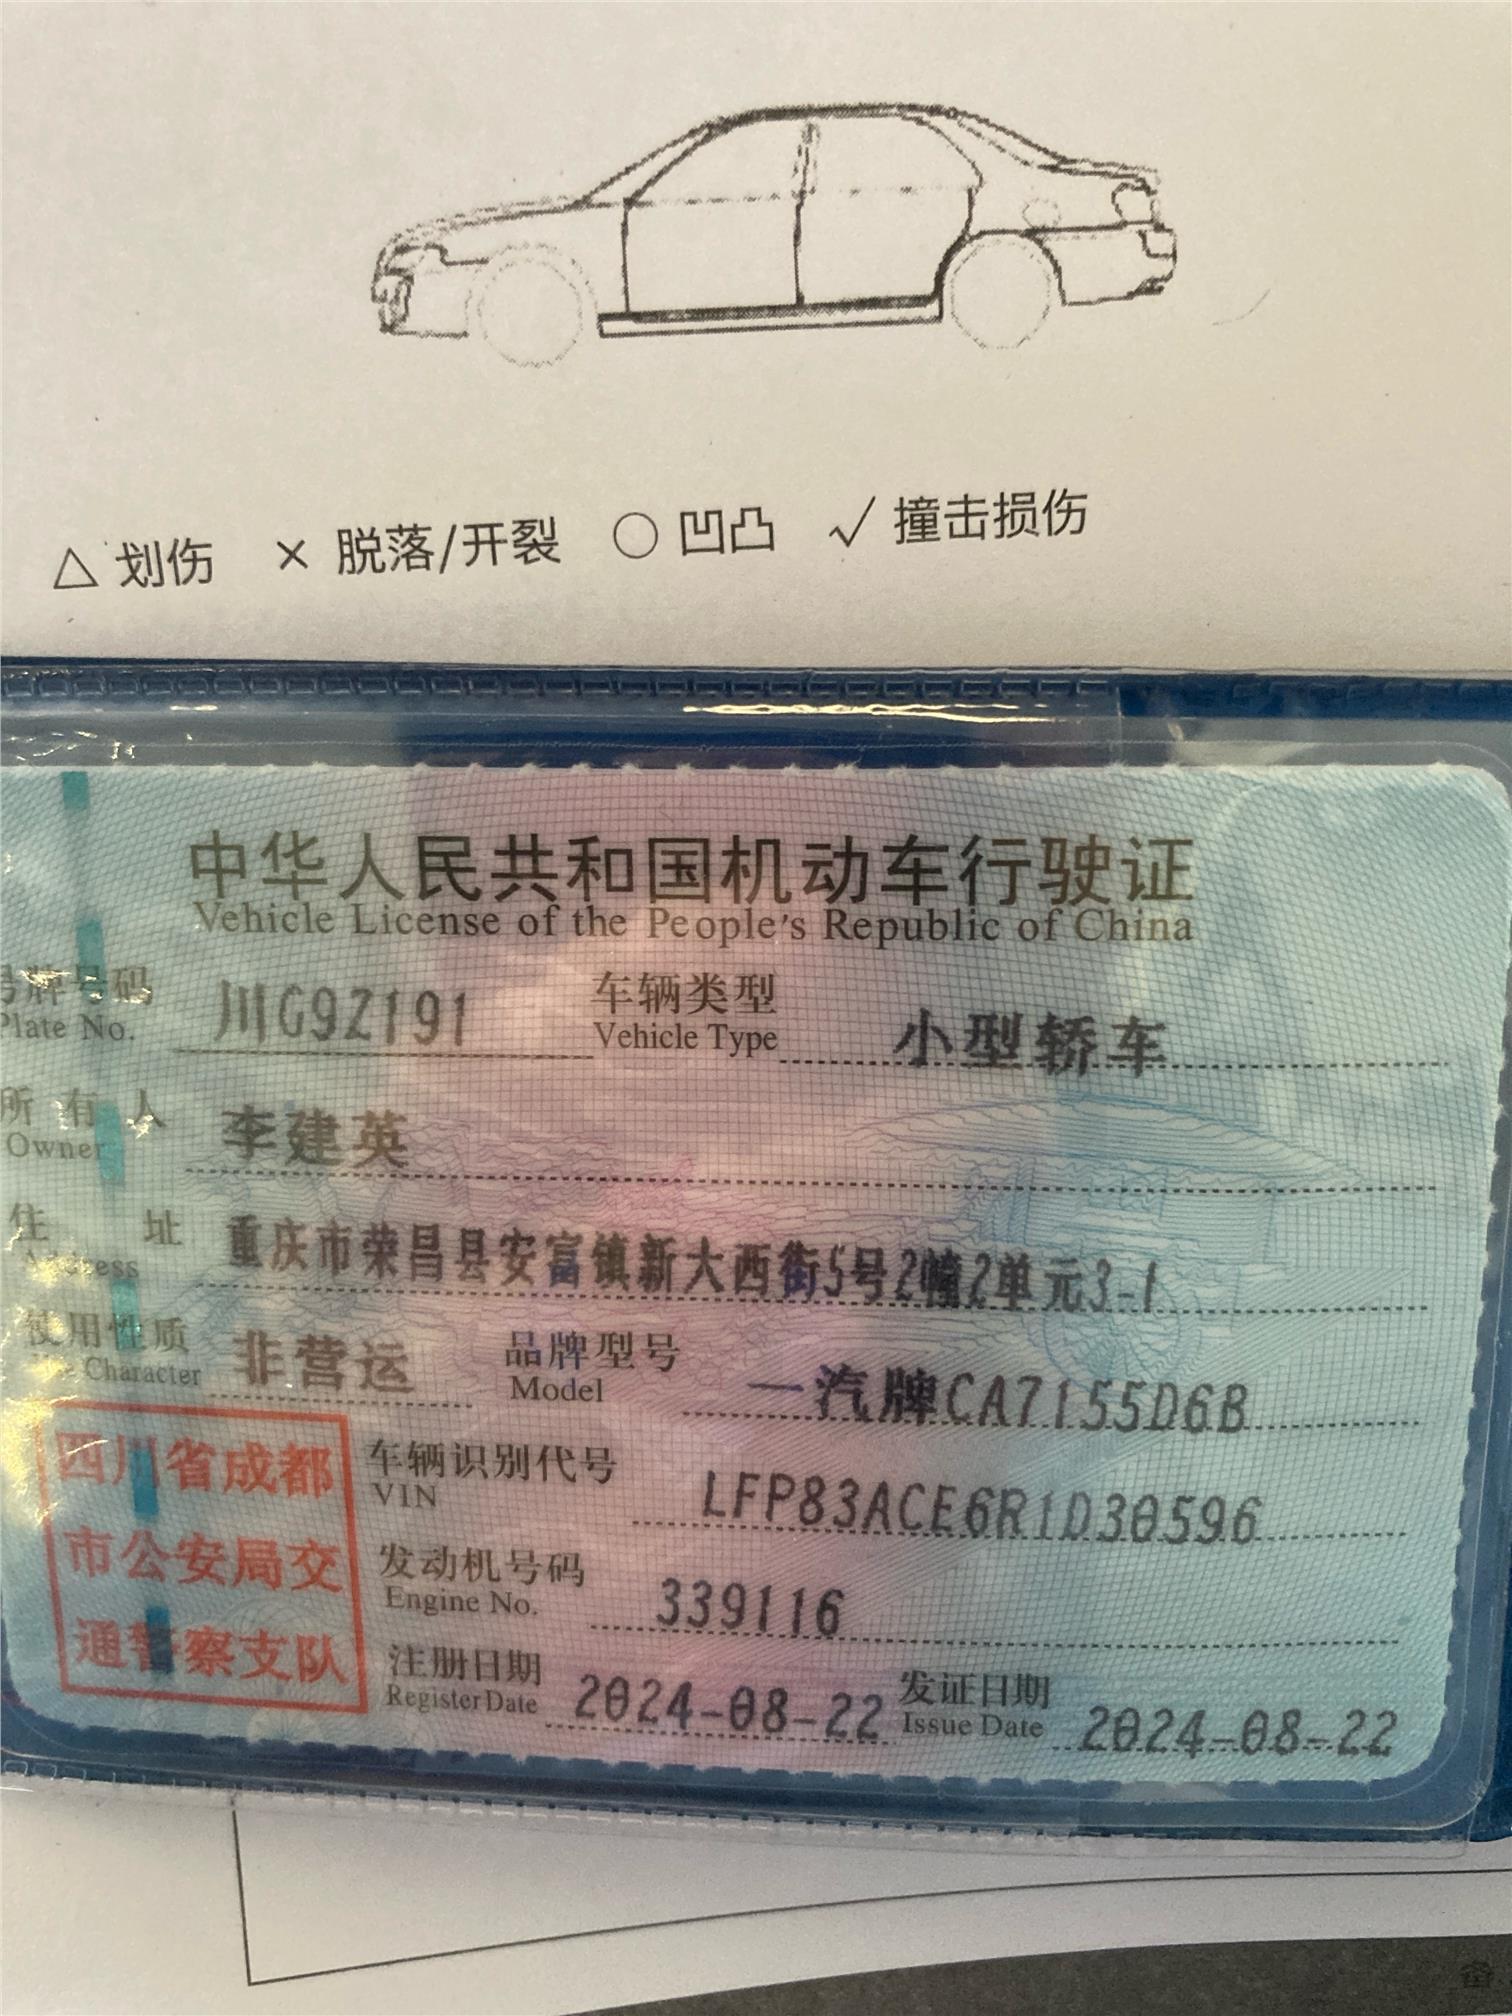 △ 划伤 × 脱落/开裂 ○ 凹凸 √ 撞击损伤
中华人民共和国机动车行驶证
Vehicle License of the People's Republic of China
号牌号码 川G9Z191 车辆类型 小型轿车
Plate No. Vehicle Type
所有人 李建英
Owner
住址 重庆市荣昌县安富镇新大西街5号2幢2单元3-1
Address
使用性质 非营运 品牌型号 一汽牌CA7155D6B
Character Model
四川省成都
市公安局交
通警察支队
车辆识别代号 LFP83ACE6R1D30596
VIN
发动机号码 339116
Engine No.
注册日期 2024-08-22 发证日期 2024-08-22
Register Date Issue Date